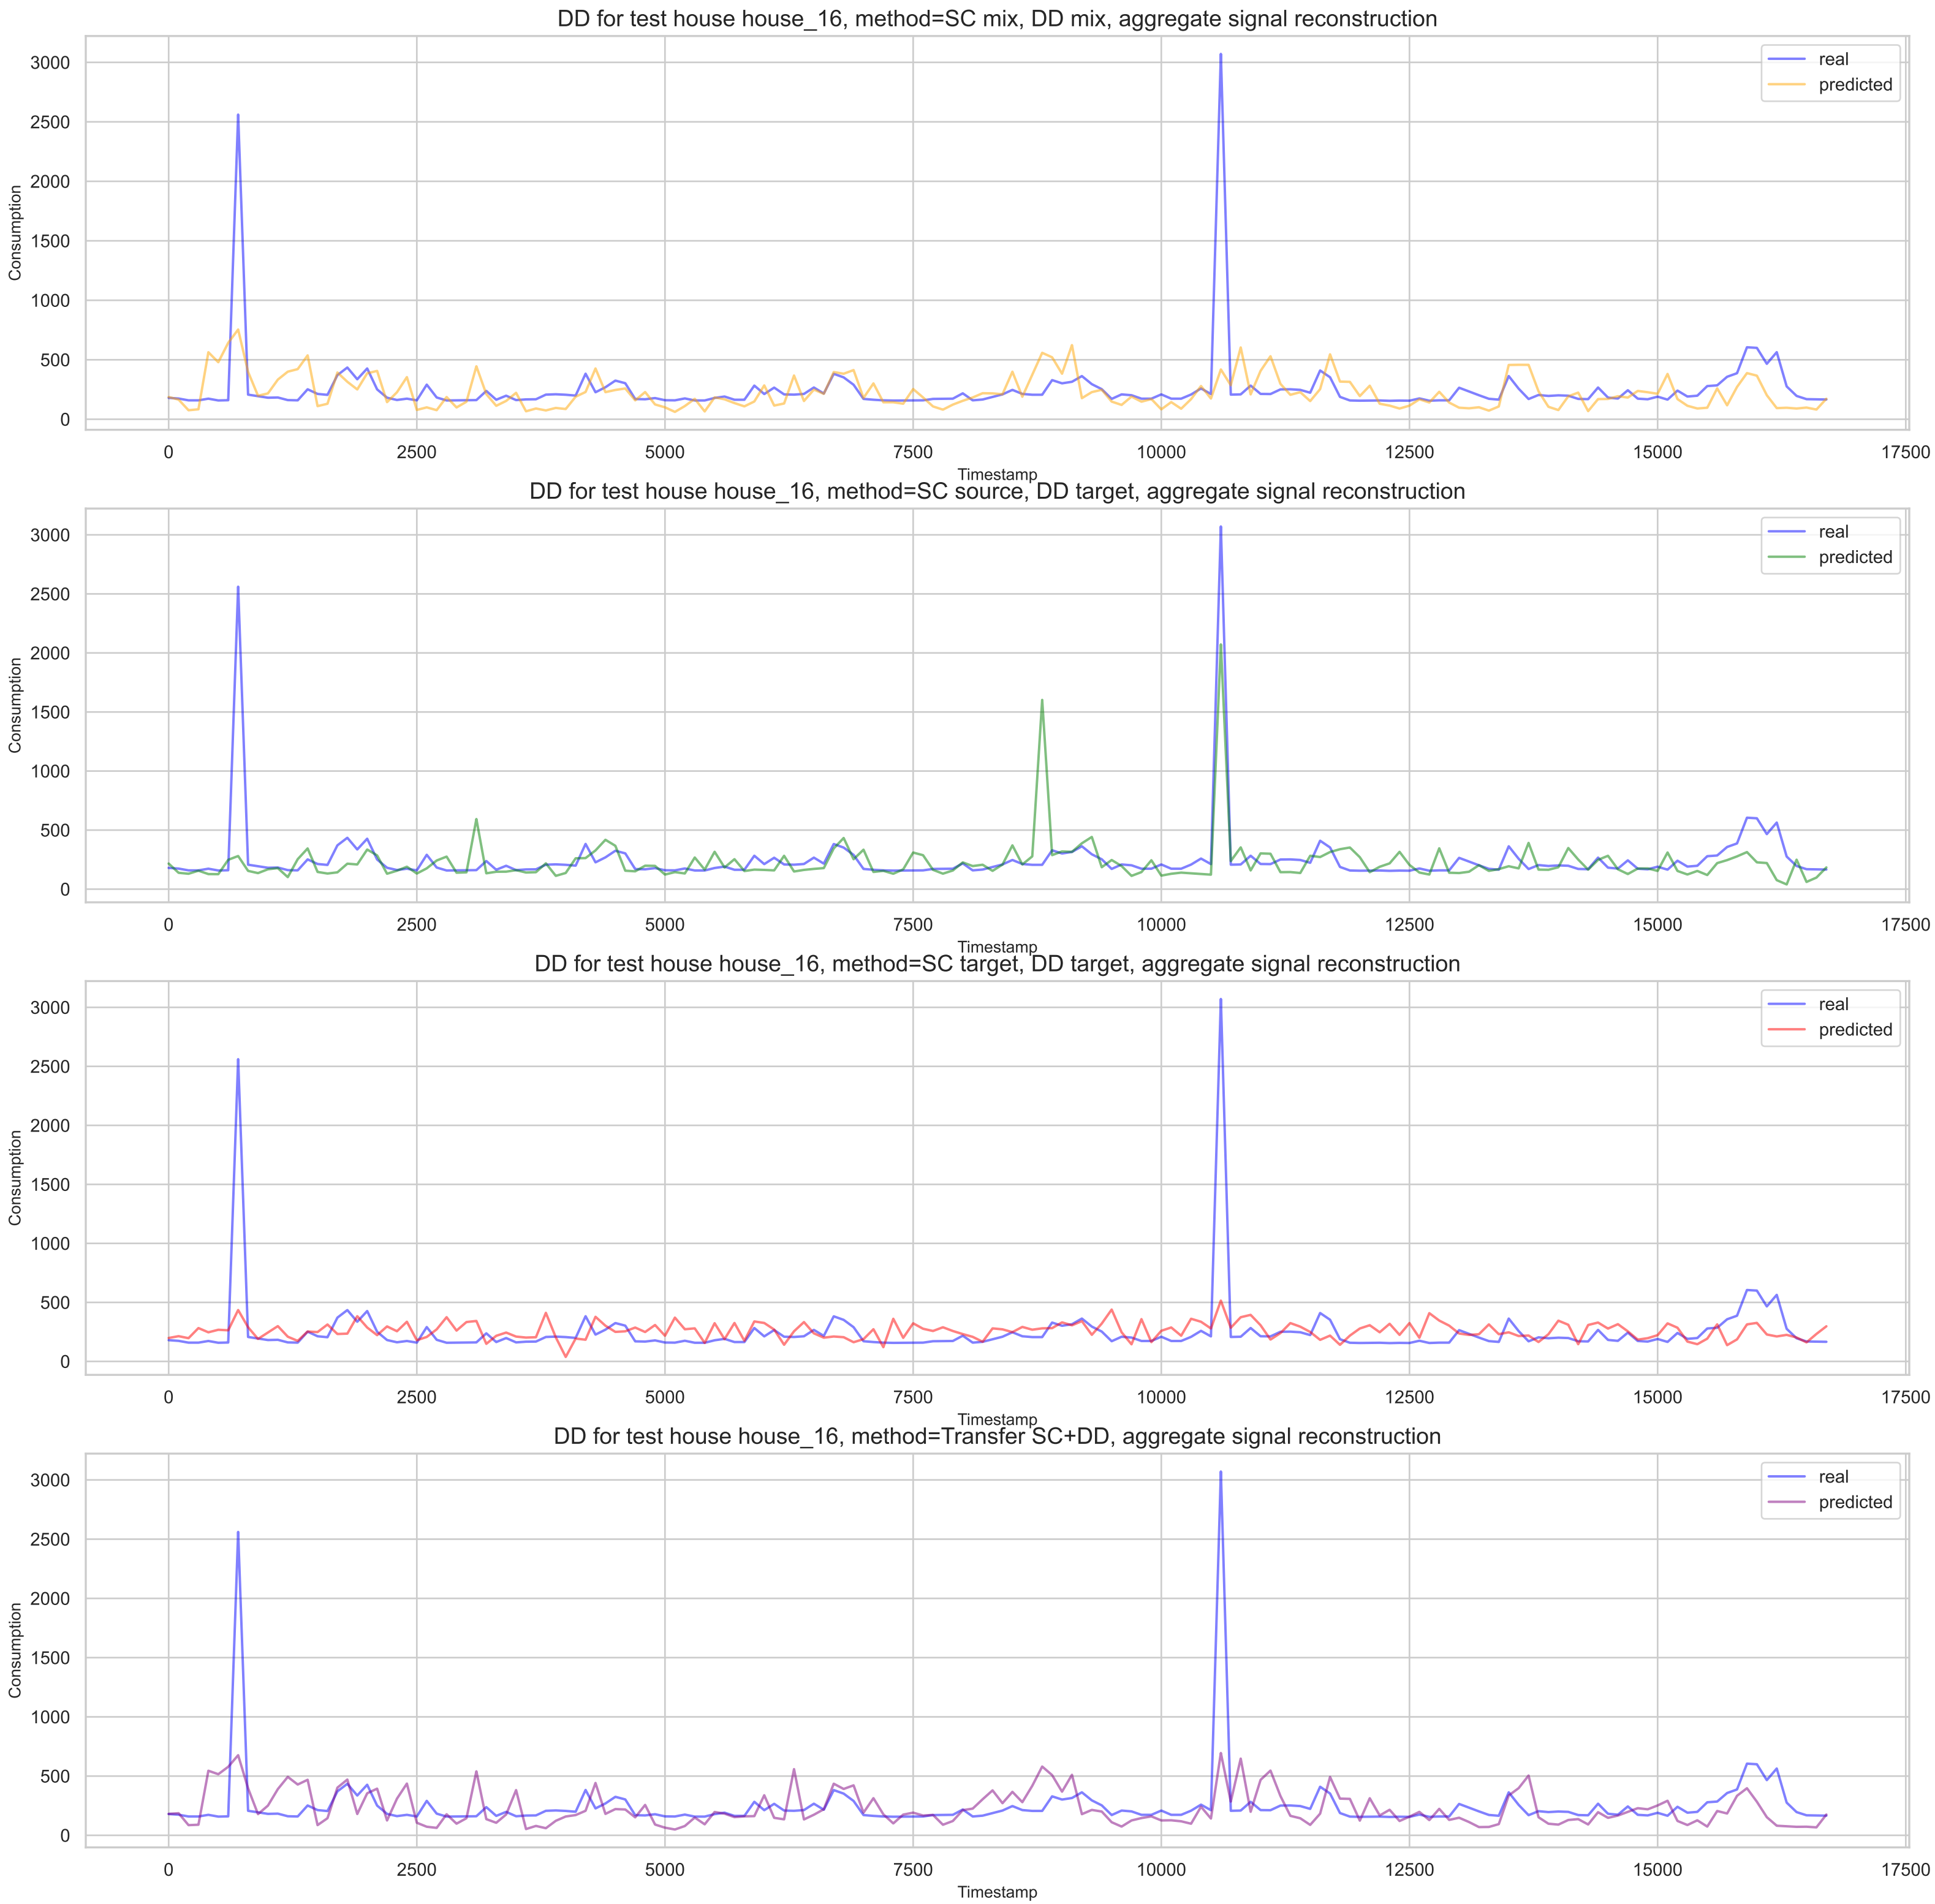 DD for test house house_16, method=SC mix, DD mix, aggregate signal reconstruction
real
predicted
3000
2500
2000
1500
1000
500
0
Consumption
0 2500 5000 7500 10000 12500 15000 17500
Timestamp
DD for test house house_16, method=SC source, DD target, aggregate signal reconstruction
real
predicted
3000
2500
2000
1500
1000
500
0
Consumption
0 2500 5000 7500 10000 12500 15000 17500
Timestamp
DD for test house house_16, method=SC target, DD target, aggregate signal reconstruction
real
predicted
3000
2500
2000
1500
1000
500
0
Consumption
0 2500 5000 7500 10000 12500 15000 17500
Timestamp
DD for test house house_16, method=Transfer SC+DD, aggregate signal reconstruction
real
predicted
3000
2500
2000
1500
1000
500
0
Consumption
0 2500 5000 7500 10000 12500 15000 17500
Timestamp